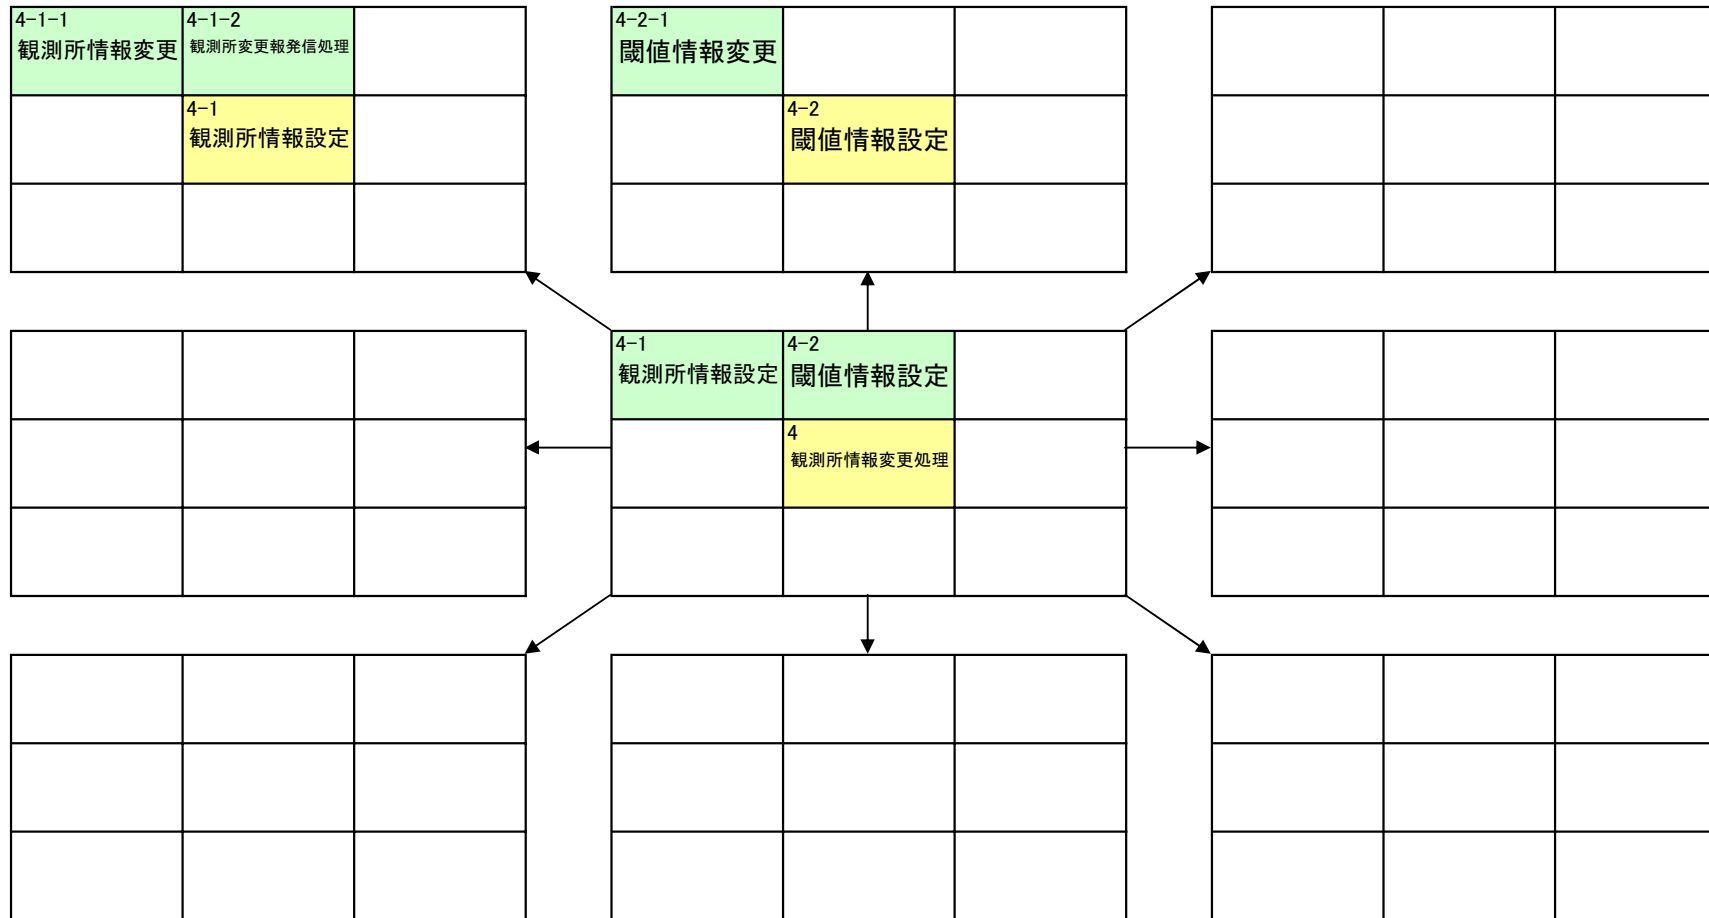 4-1-1
観測所情報変更
4-1-2
観測所変更報発信処理
4-1
観測所情報設定
4-2-1
閾値情報変更
4-2
閾値情報設定
4-1
観測所情報設定
4-2
閾値情報設定
4
観測所情報変更処理